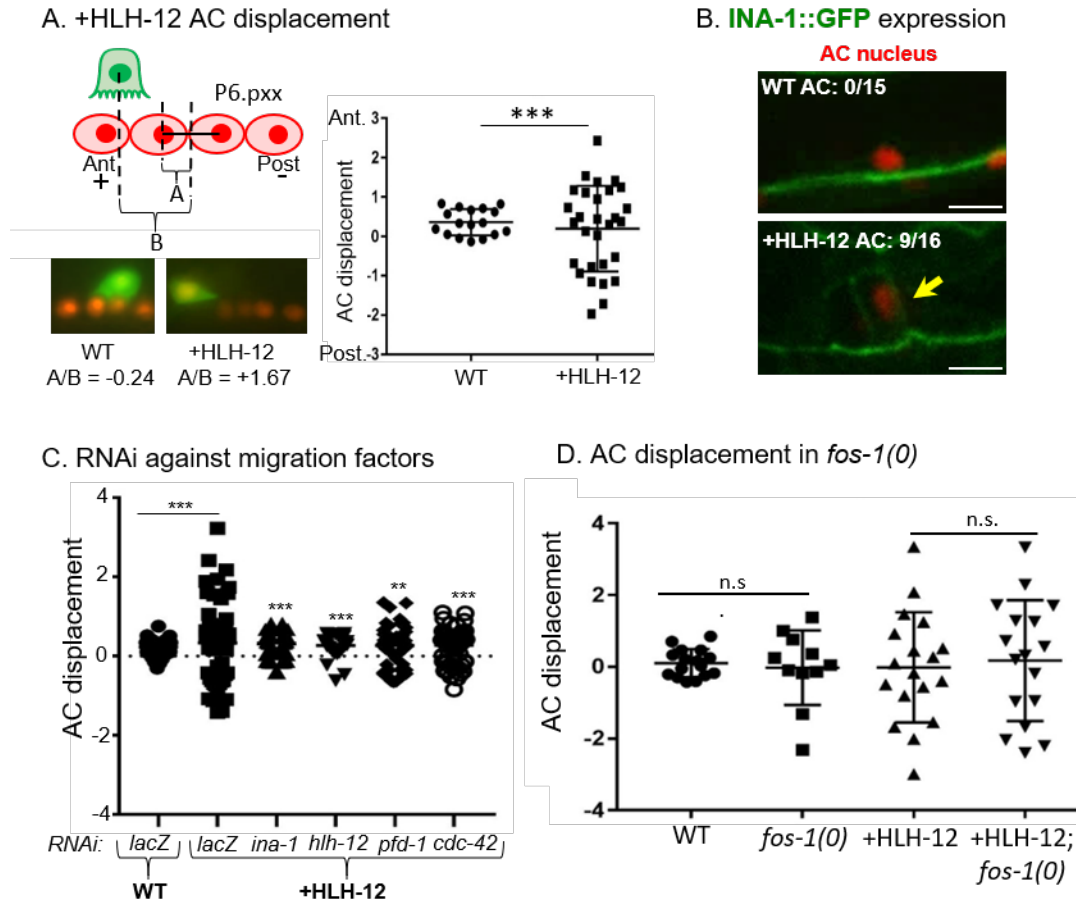 A. +HLH-12 AC displacement
P6.pxx
Ant
+
Post
-
A
B
WT
A/B = -0.24
+HLH-12
A/B = +1.67
Ant.
3
2
1
0
-1
-2
Post.-3
AC displacement
***
WT
+HLH-12
B. INA-1::GFP expression
AC nucleus
WT AC: 0/15
+HLH-12 AC: 9/16
C. RNAi against migration factors
AC displacement
4
2
0
-2
-4
***
***
***
**
***
RNAi: lacZ lacZ ina-1 hlh-12 pfd-1 cdc-42
WT
+HLH-12
D. AC displacement in fos-1(0)
AC displacement
4
2
0
-2
-4
n.s
n.s.
WT
fos-1(0)
+HLH-12
+HLH-12;
fos-1(0)